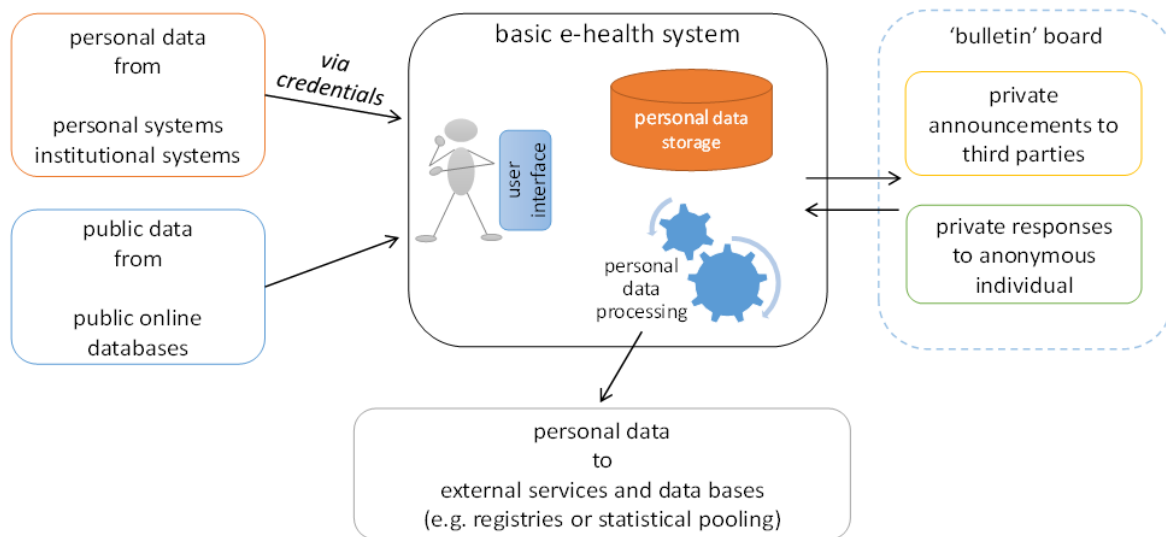 personal data
from
personal systems
institutional systems
via
credentials
public data
from
public online
databases
basic e-health system
personal data
storage
user
interface
personal
data
processing
‘bulletin’ board
private
announcements to
third parties
private responses
to anonymous
individual
personal data
to
external services and data bases
(e.g. registries or statistical pooling)